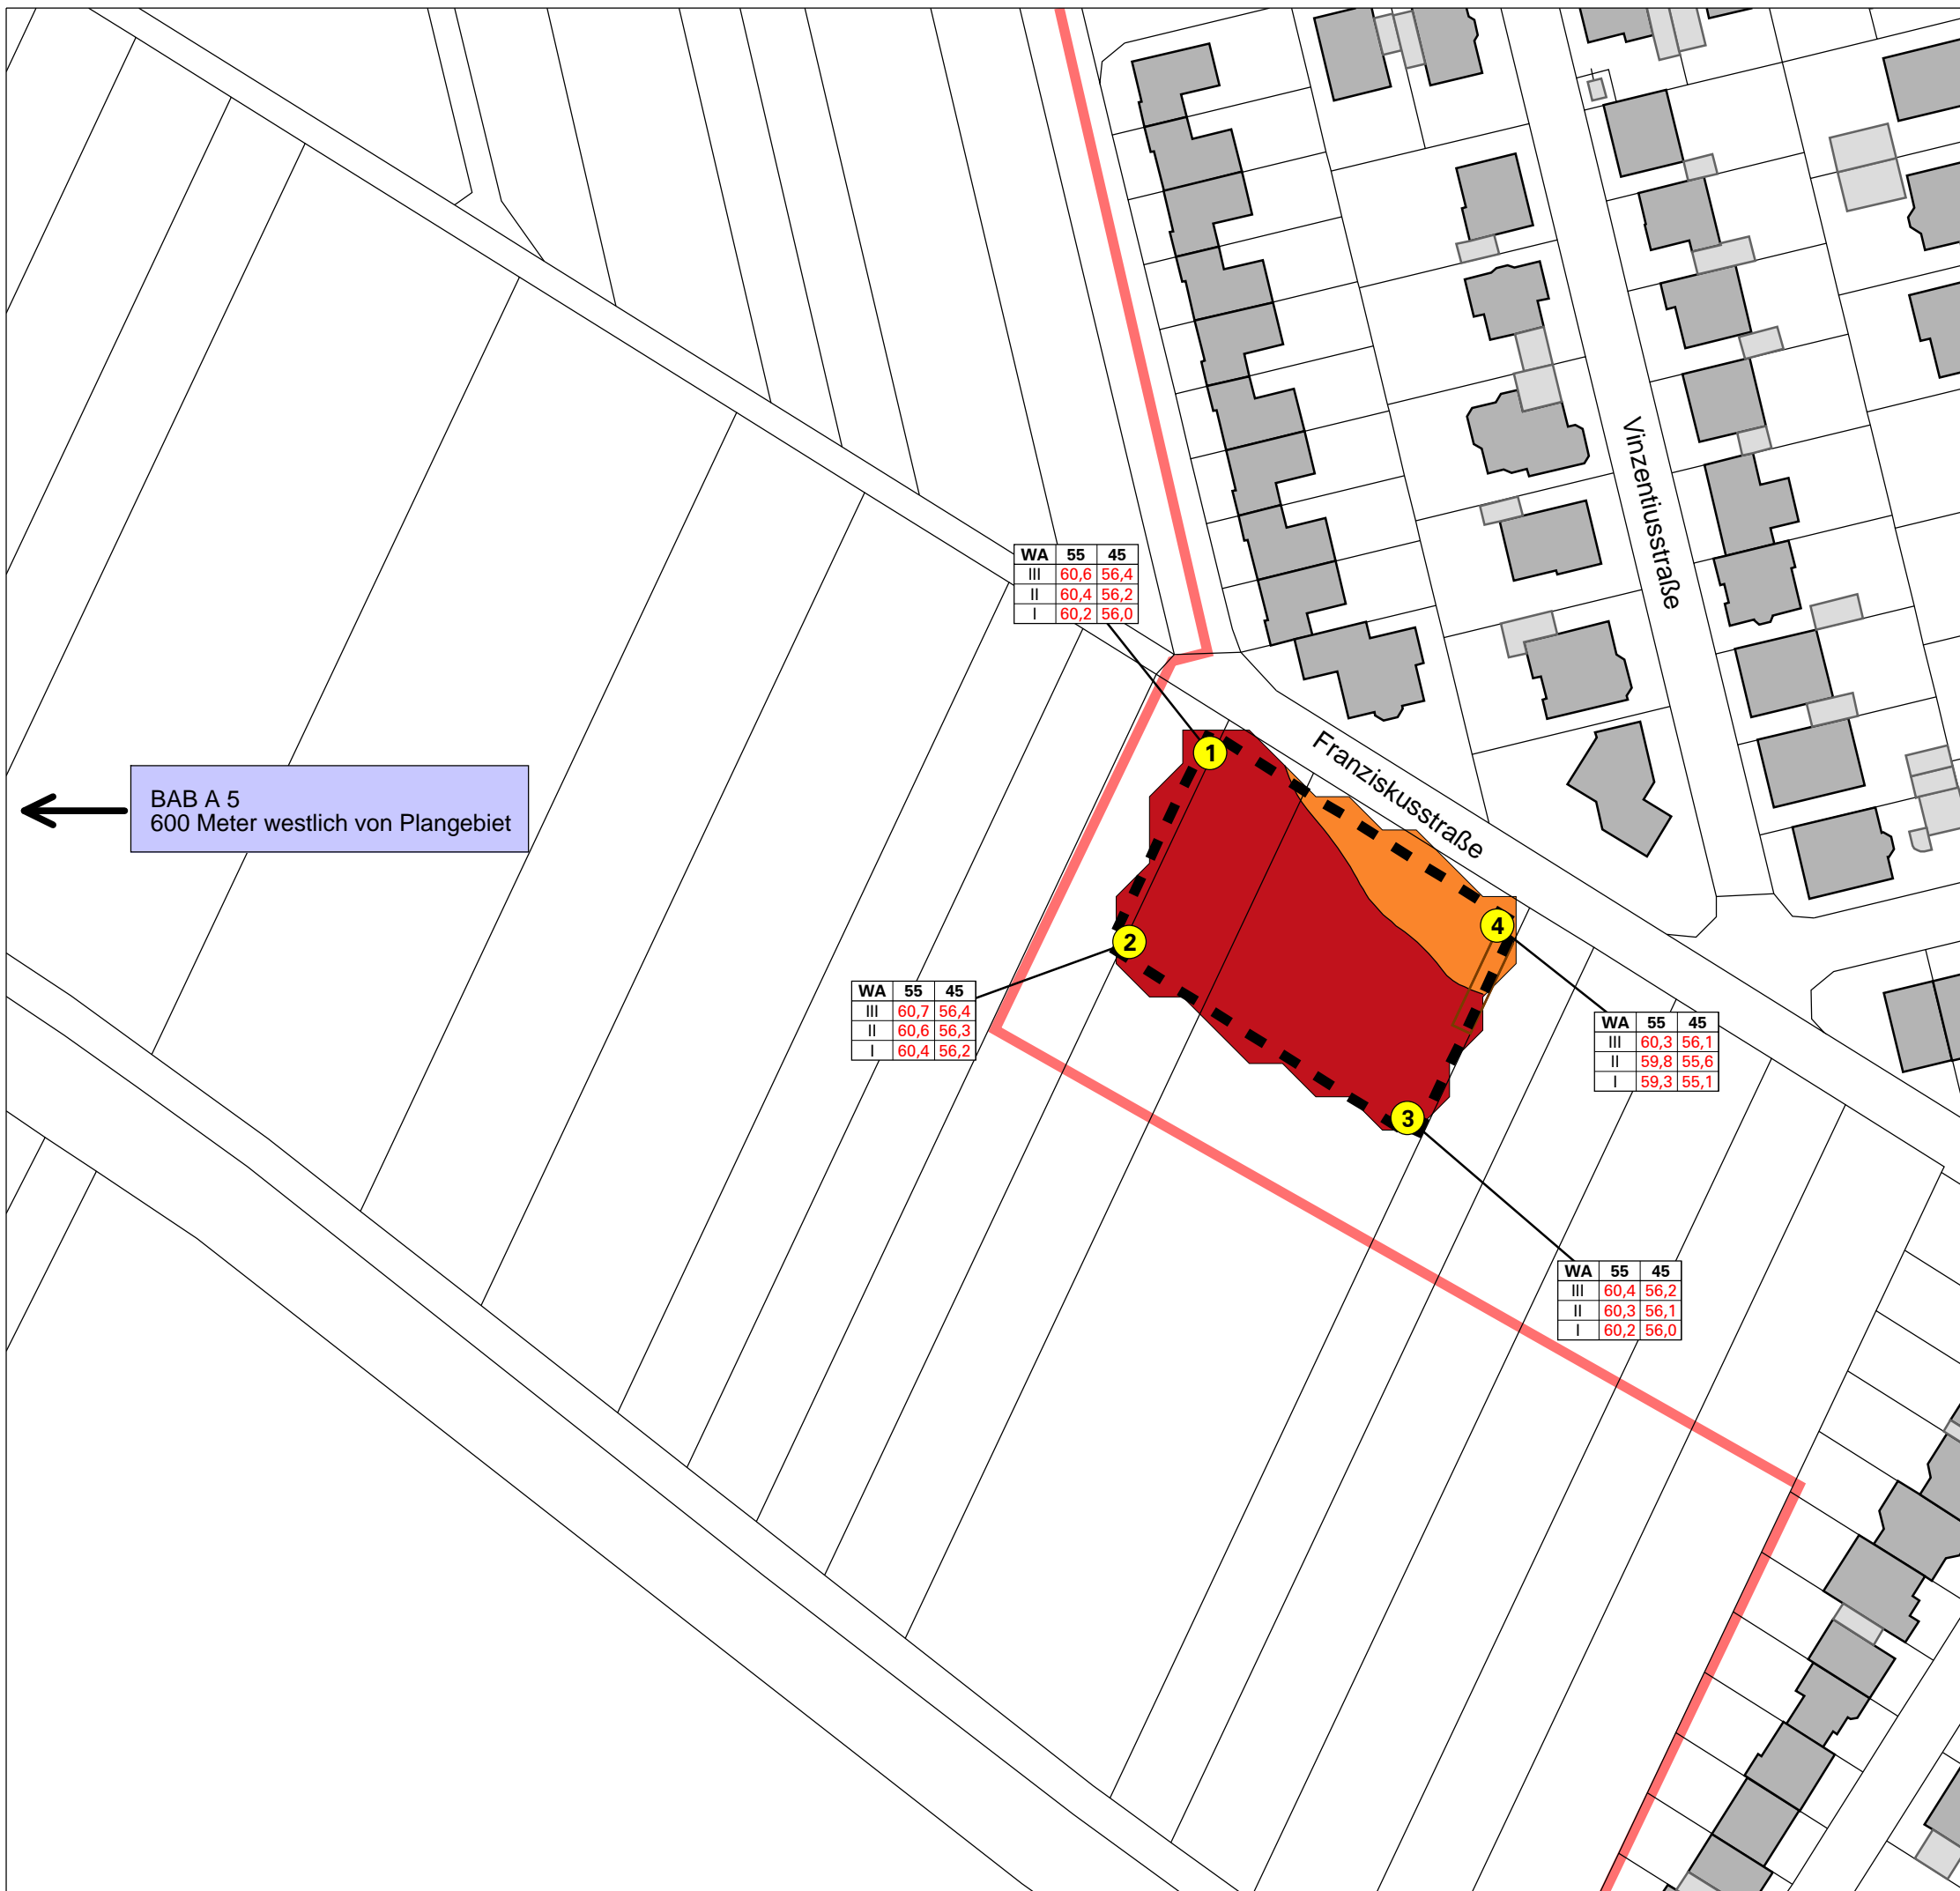 Vinzentiusstraße
WA 55 45
III 60,6 56,4
II 60,4 56,2
I 60,2 56,0
Franziskusstraße
1
BAB A 5
600 Meter westlich von Plangebiet
4
2
WA 55 45
III 60,7 56,4
II 60,6 56,3
I 60,4 56,2
WA 55 45
III 60,3 56,1
II 59,8 55,6
I 59,3 55,1
3
WA 55 45
III 60,4 56,2
II 60,3 56,1
I 60,2 56,0